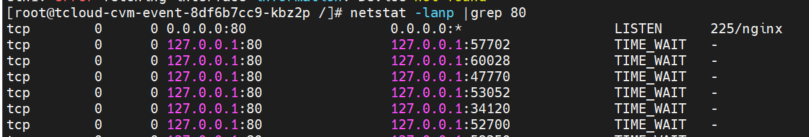 [root@tcloud-cvm-event-8df6b7cc9-kbz2p /]# netstat -lanp |grep 80
tcp 0 0 0.0.0.0:80 0.0.0.0:* LISTEN 225/nginx
tcp 0 0 127.0.0.1:80 127.0.0.1:57702 TIME_WAIT -
tcp 0 0 127.0.0.1:80 127.0.0.1:60028 TIME_WAIT -
tcp 0 0 127.0.0.1:80 127.0.0.1:47770 TIME_WAIT -
tcp 0 0 127.0.0.1:80 127.0.0.1:53052 TIME_WAIT -
tcp 0 0 127.0.0.1:80 127.0.0.1:34120 TIME_WAIT -
tcp 0 0 127.0.0.1:80 127.0.0.1:52700 TIME_WAIT -